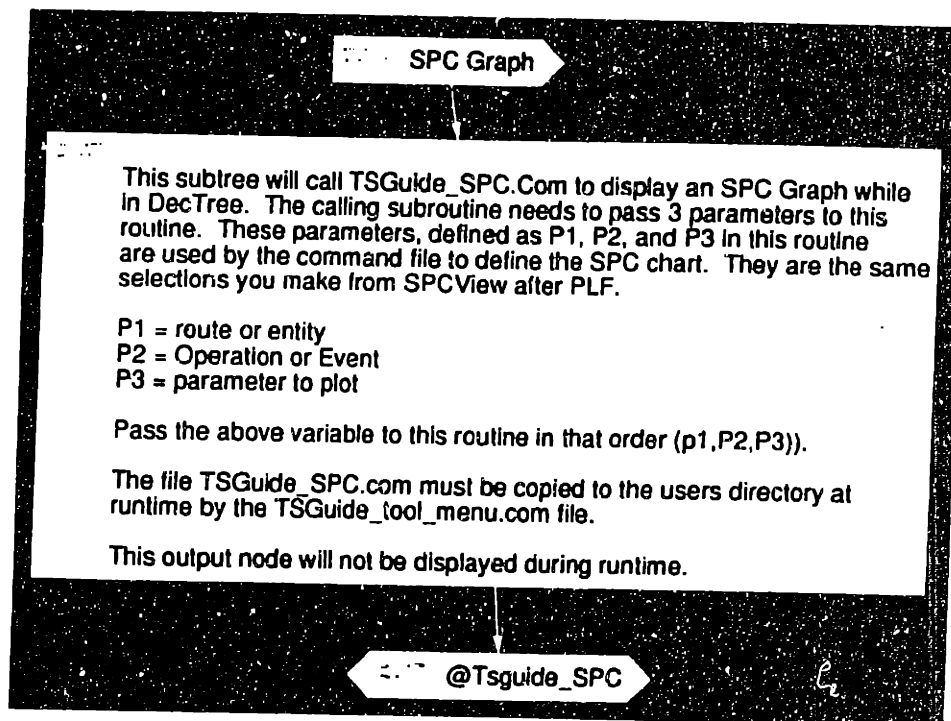 SPC Graph
This subtree will call TSGuide_SPC.Com to display an SPC Graph while
in DecTree. The calling subroutine needs to pass 3 parameters to this
routine. These parameters, defined as P1, P2, and P3 in this routine
are used by the command file to define the SPC chart. They are the same
selections you make from SPCView after PLF.
P1 = route or entity
P2 = Operation or Event
P3 = parameter to plot
Pass the above variable to this routine in that order (p1,P2,P3)).
The file TSGuide_SPC.com must be copied to the users directory at
runtime by the TSGuide_tool_menu.com file.
This output node will not be displayed during runtime.
@Tsguide_SPC